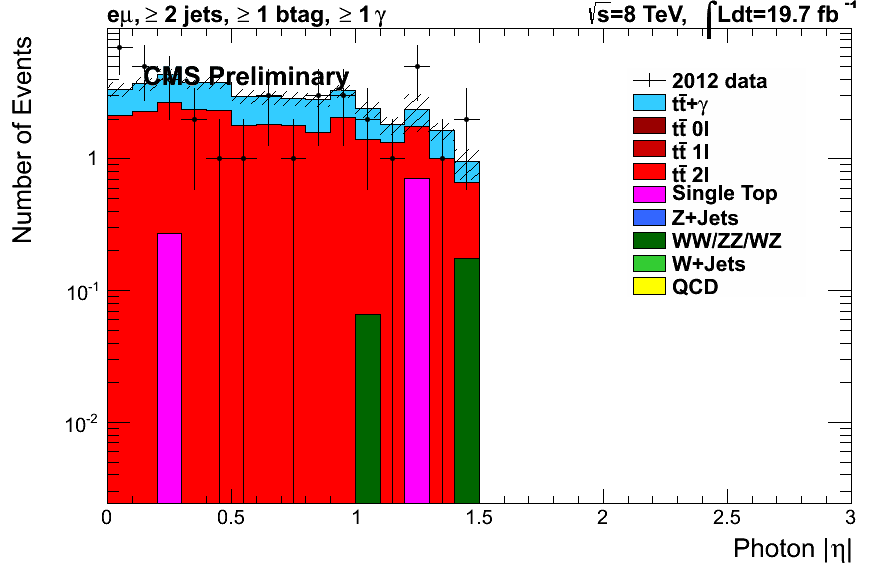 eμ, ≥ 2 jets, ≥ 1 btag, ≥ 1 γ
√s=8 TeV, ∫Ldt=19.7 fb⁻¹
CMS Preliminary
Number of Events
1
10⁻¹
10⁻²
2012 data
tt̄+γ
tt̄ 0l
tt̄ 1l
tt̄ 2l
Single Top
Z+Jets
WW/ZZ/WZ
W+Jets
QCD
0 0.5 1 1.5 2 2.5 3
Photon |η|